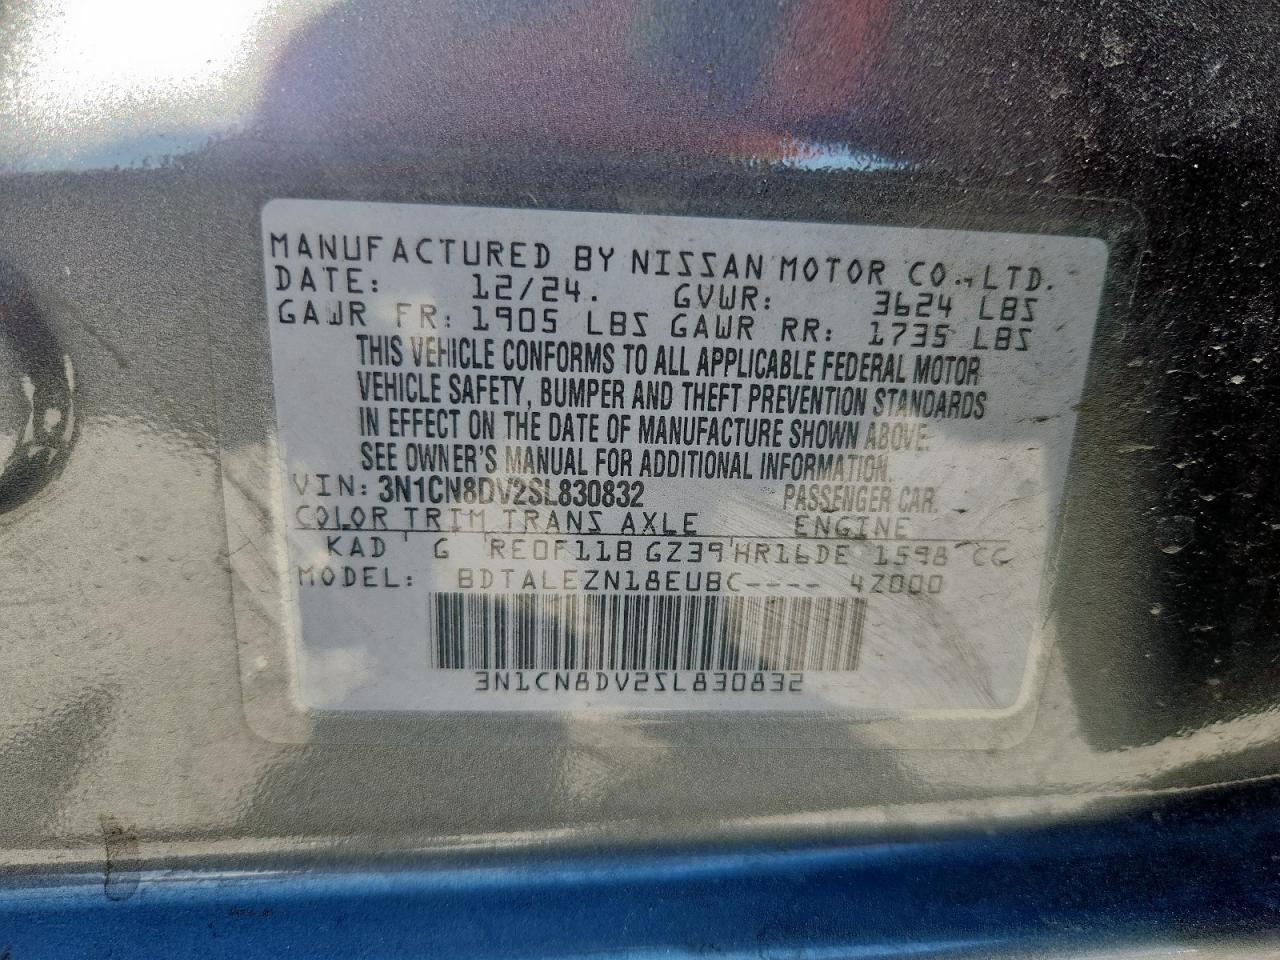 MANUFACTURED BY NISSAN MOTOR CO., LTD.
DATE: 12/24. GVWR: 3624 LBS
GAWR FR: 1905 LBS GAWR RR: 1735 LBS
THIS VEHICLE CONFORMS TO ALL APPLICABLE FEDERAL MOTOR
VEHICLE SAFETY, BUMPER AND THEFT PREVENTION STANDARDS
IN EFFECT ON THE DATE OF MANUFACTURE SHOWN ABOVE.
SEE OWNER'S MANUAL FOR ADDITIONAL INFORMATION.
VIN: 3N1CN8DV2SL830832 PASSENGER CAR.
COLOR TRIM TRANS AXLE ENGINE
KAD G RE0F11B GZ39 HR16DE 1598 CC
MODEL: BDTALEZN18EUBC---- 4Z000
3N1CN8DV2SL830832